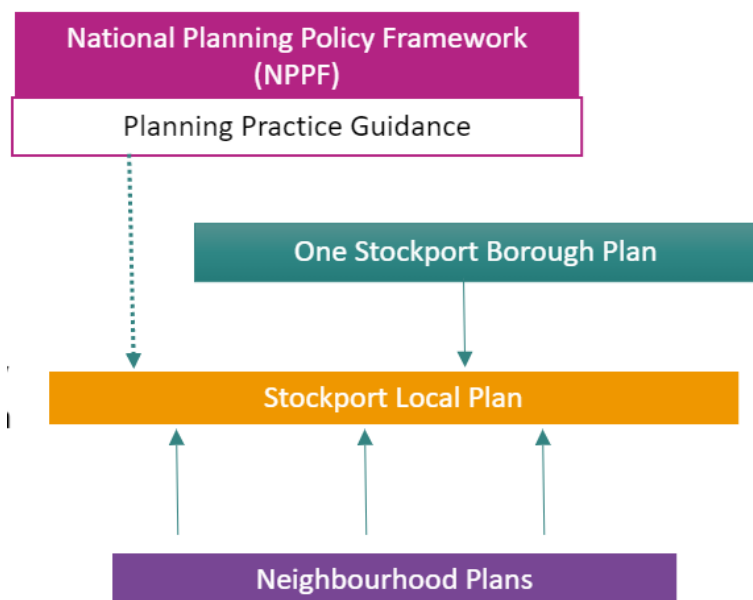 National Planning Policy Framework
(NPPF)
Planning Practice Guidance
One Stockport Borough Plan
Stockport Local Plan
Neighbourhood Plans